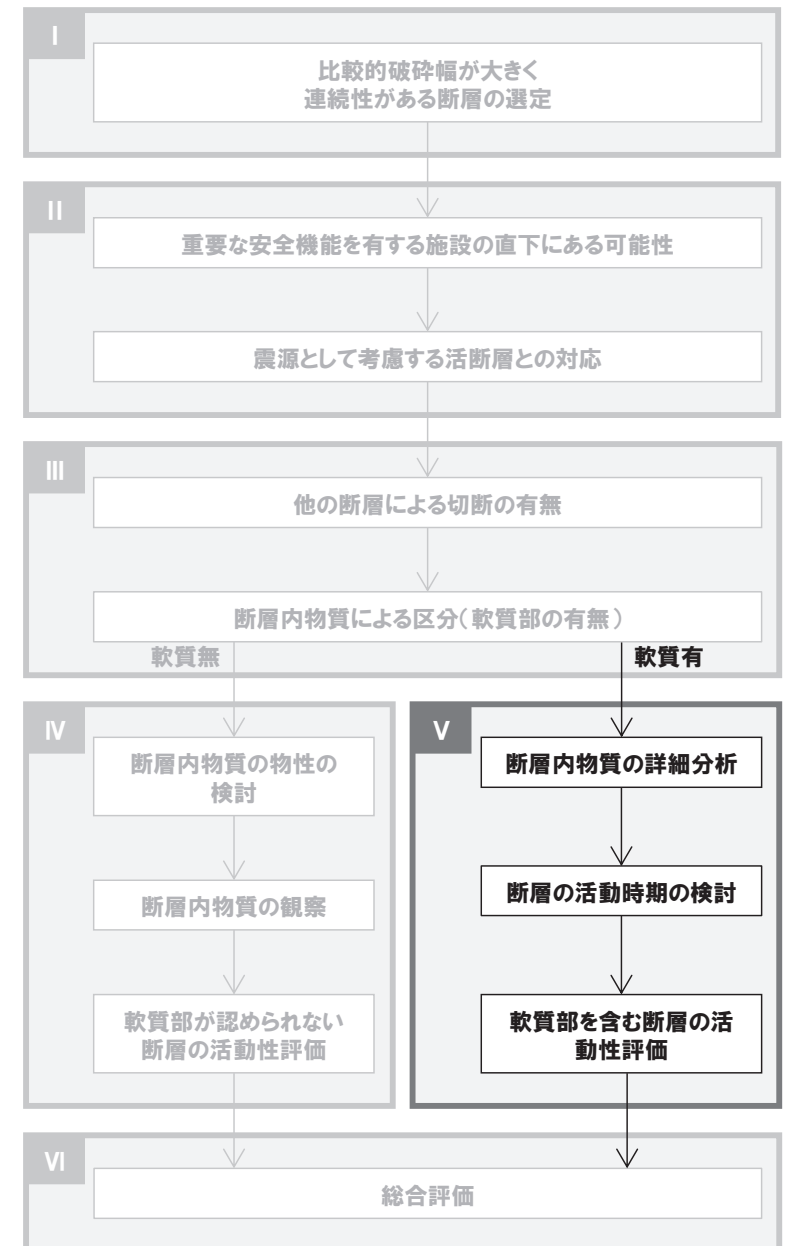 I
比較的破砕幅が大きく
連続性がある断層の選定
II
重要な安全機能を有する施設の直下にある可能性
震源として考慮する活断層との対応
III
他の断層による切断の有無
断層内物質による区分(軟質部の有無)
軟質無
軟質有
IV
断層内物質の物性の
検討
断層内物質の観察
軟質部が認められない
断層の活動性評価
V
断層内物質の詳細分析
断層の活動時期の検討
軟質部を含む断層の活
動性評価
VI
総合評価